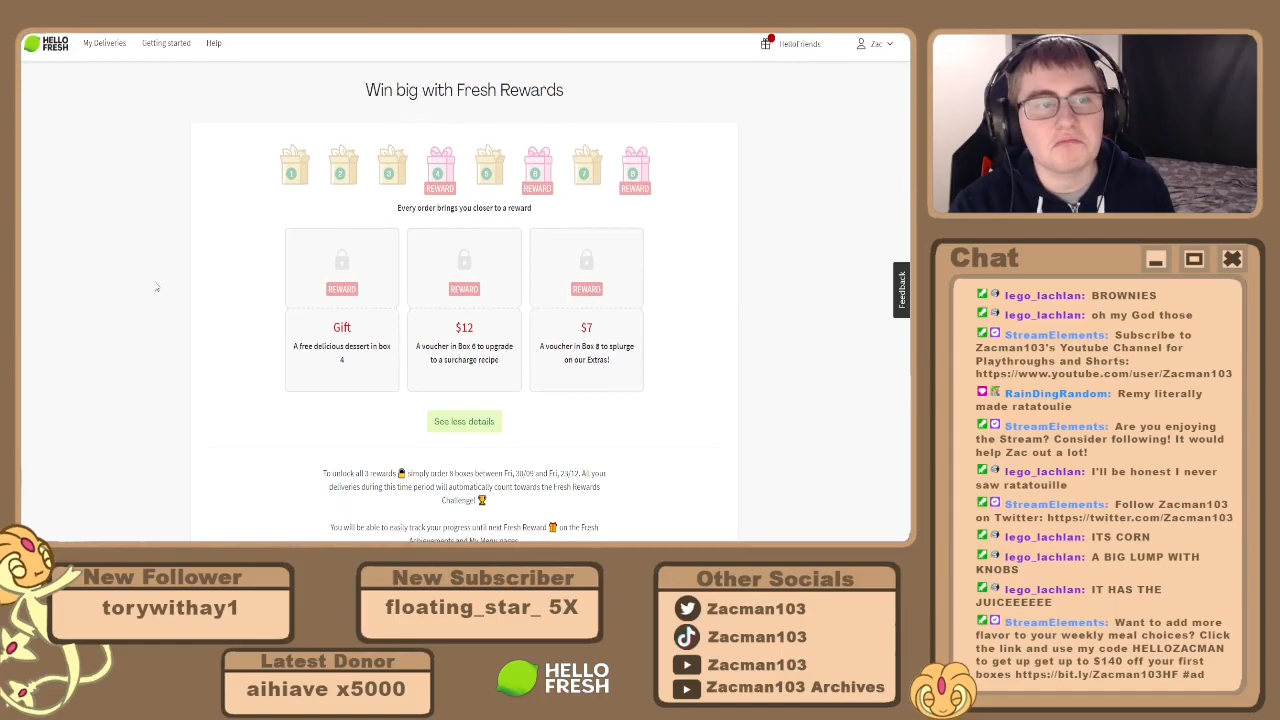 HELLO
FRESH
My Deliveries
Getting started
Help
HelloFriends
Zac
Win big with Fresh Rewards
1
2
3
4
5
6
7
8
REWARD
REWARD
REWARD
Every order brings you closer to a reward
REWARD
REWARD
REWARD
Gift
A free delicious dessert in box
4
$12
A voucher in Box 6 to upgrade
to a surcharge recipe
$7
A voucher in Box 8 to splurge
on our Extras!
See less details
To unlock all 3 rewards simply order 8 boxes between Fri, 30/09 and Fri, 23/12. All your
deliveries during this time period will automatically count towards the Fresh Rewards
Challenge!
You will be able to easily track your progress until next Fresh Reward on the Fresh
Achievements and My Menu pages.
Feedback
Chat
lego_lachlan: BROWNIES
lego_lachlan: oh my God those
StreamElements: Subscribe to
Zacman103's Youtube Channel for
Playthroughs and Shorts:
https://www.youtube.com/user/Zacman103
RainDingRandom: Remy literally
made ratatoulie
StreamElements: Are you enjoying
the Stream? Consider following! It would
help Zac out a lot!
lego_lachlan: I'll be honest I never
saw ratatouille
StreamElements: Follow Zacman103
on Twitter: https://twitter.com/Zacman103
lego_lachlan: ITS CORN
lego_lachlan: A BIG LUMP WITH
KNOBS
lego_lachlan: IT HAS THE
JUICEEEEEE
StreamElements: Want to add more
flavor to your weekly meal choices? Click
the link and use my code HELLOZACMAN
to get up get up to $140 off your first
boxes https://bit.ly/Zacman103HF #ad
New Follower
torywithay1
New Subscriber
floating_star_ 5X
Latest Donor
aihiave x5000
HELLO
FRESH
Other Socials
Zacman103
Zacman103
Zacman103
Zacman103 Archives